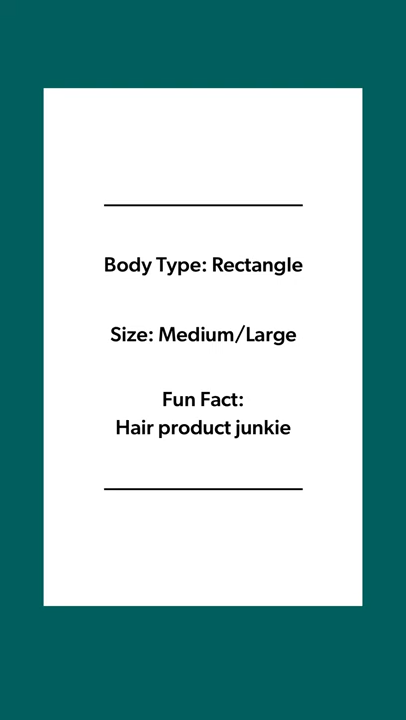 Body Type: Rectangle
Size: Medium/Large
Fun Fact:
Hair product junkie